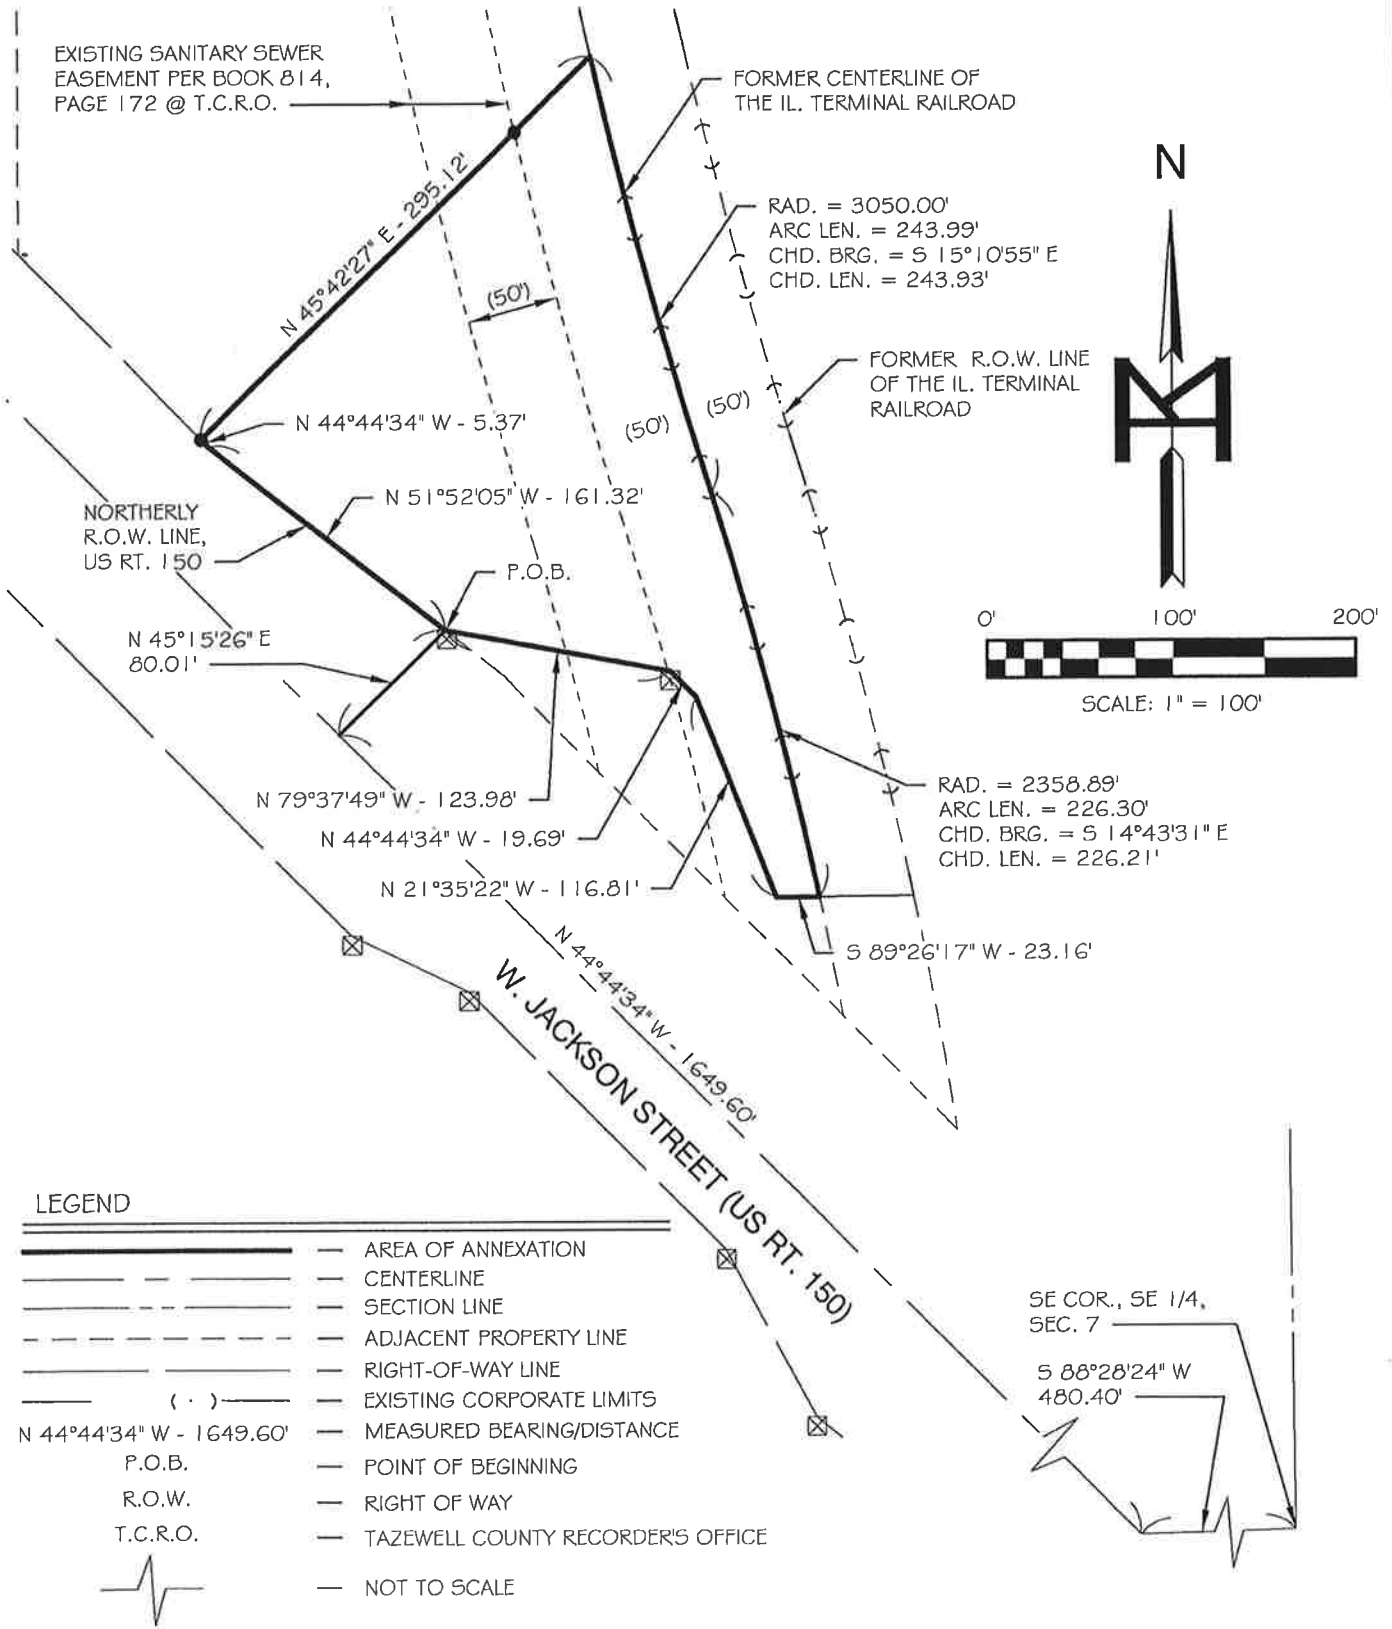 EXISTING SANITARY SEWER
EASEMENT PER BOOK 814,
PAGE 172 @ T.C.R.O.
FORMER CENTERLINE OF
THE IL. TERMINAL RAILROAD
N
N 45°42'27" E - 295.12'
RAD. = 3050.00'
ARC LEN. = 243.99'
CHD. BRG. = S 15°10'55" E
CHD. LEN. = 243.93'
(50')
FORMER R.O.W. LINE
OF THE IL. TERMINAL
RAILROAD
(50')
(50')
N 44°44'34" W - 5.37'
N 51°52'05" W - 161.32'
NORTHERLY
R.O.W. LINE,
US RT. 150
P.O.B.
N 45°15'26" E
80.01'
0' 100' 200'
SCALE: 1" = 100'
N 79°37'49" W - 123.98'
N 44°44'34" W - 19.69'
N 21°35'22" W - 116.81'
RAD. = 2358.89'
ARC LEN. = 226.30'
CHD. BRG. = S 14°43'31" E
CHD. LEN. = 226.21'
S 89°26'17" W - 23.16'
N 44°44'34" W - 1649.60'
W. JACKSON STREET (US RT. 150)
LEGEND
AREA OF ANNEXATION
CENTERLINE
SECTION LINE
ADJACENT PROPERTY LINE
RIGHT-OF-WAY LINE
EXISTING CORPORATE LIMITS
N 44°44'34" W - 1649.60' — MEASURED BEARING/DISTANCE
P.O.B. — POINT OF BEGINNING
R.O.W. — RIGHT OF WAY
T.C.R.O. — TAZEWELL COUNTY RECORDER'S OFFICE
NOT TO SCALE
SE COR., SE 1/4,
SEC. 7
S 88°28'24" W
480.40'